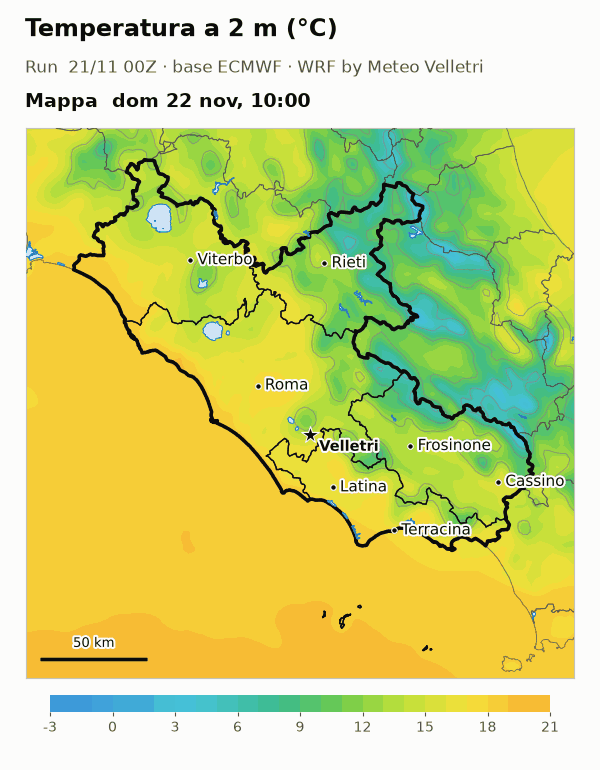 Temperatura a 2 m (°C)
Run 21/11 00Z · base ECMWF · WRF by Meteo Velletri
Mappa dom 22 nov, 10:00
Viterbo
Rieti
Roma
Velletri
Frosinone
Latina
Cassino
Terracina
50 km
-3 0 3 6 9 12 15 18 21